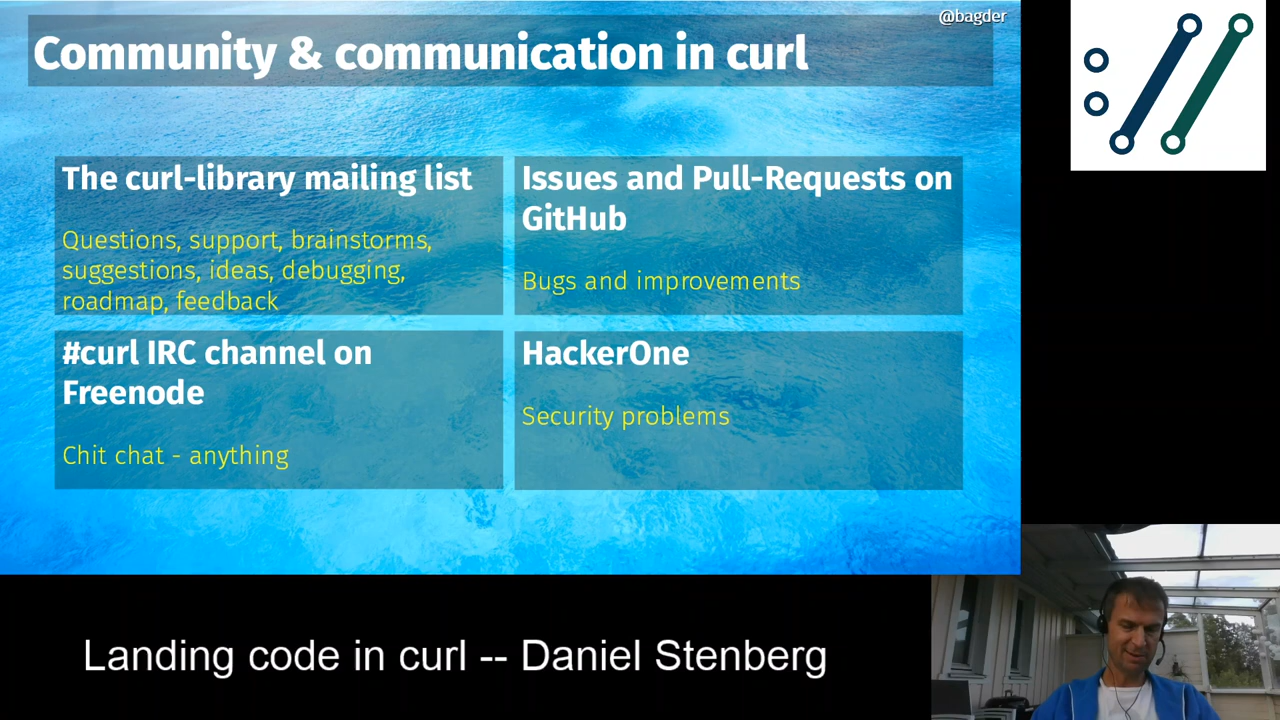 @bagder
Community & communication in curl
The curl-library mailing list
Questions, support, brainstorms,
suggestions, ideas, debugging,
roadmap, feedback
Issues and Pull-Requests on
GitHub
Bugs and improvements
#curl IRC channel on
Freenode
Chit chat - anything
HackerOne
Security problems
Landing code in curl -- Daniel Stenberg